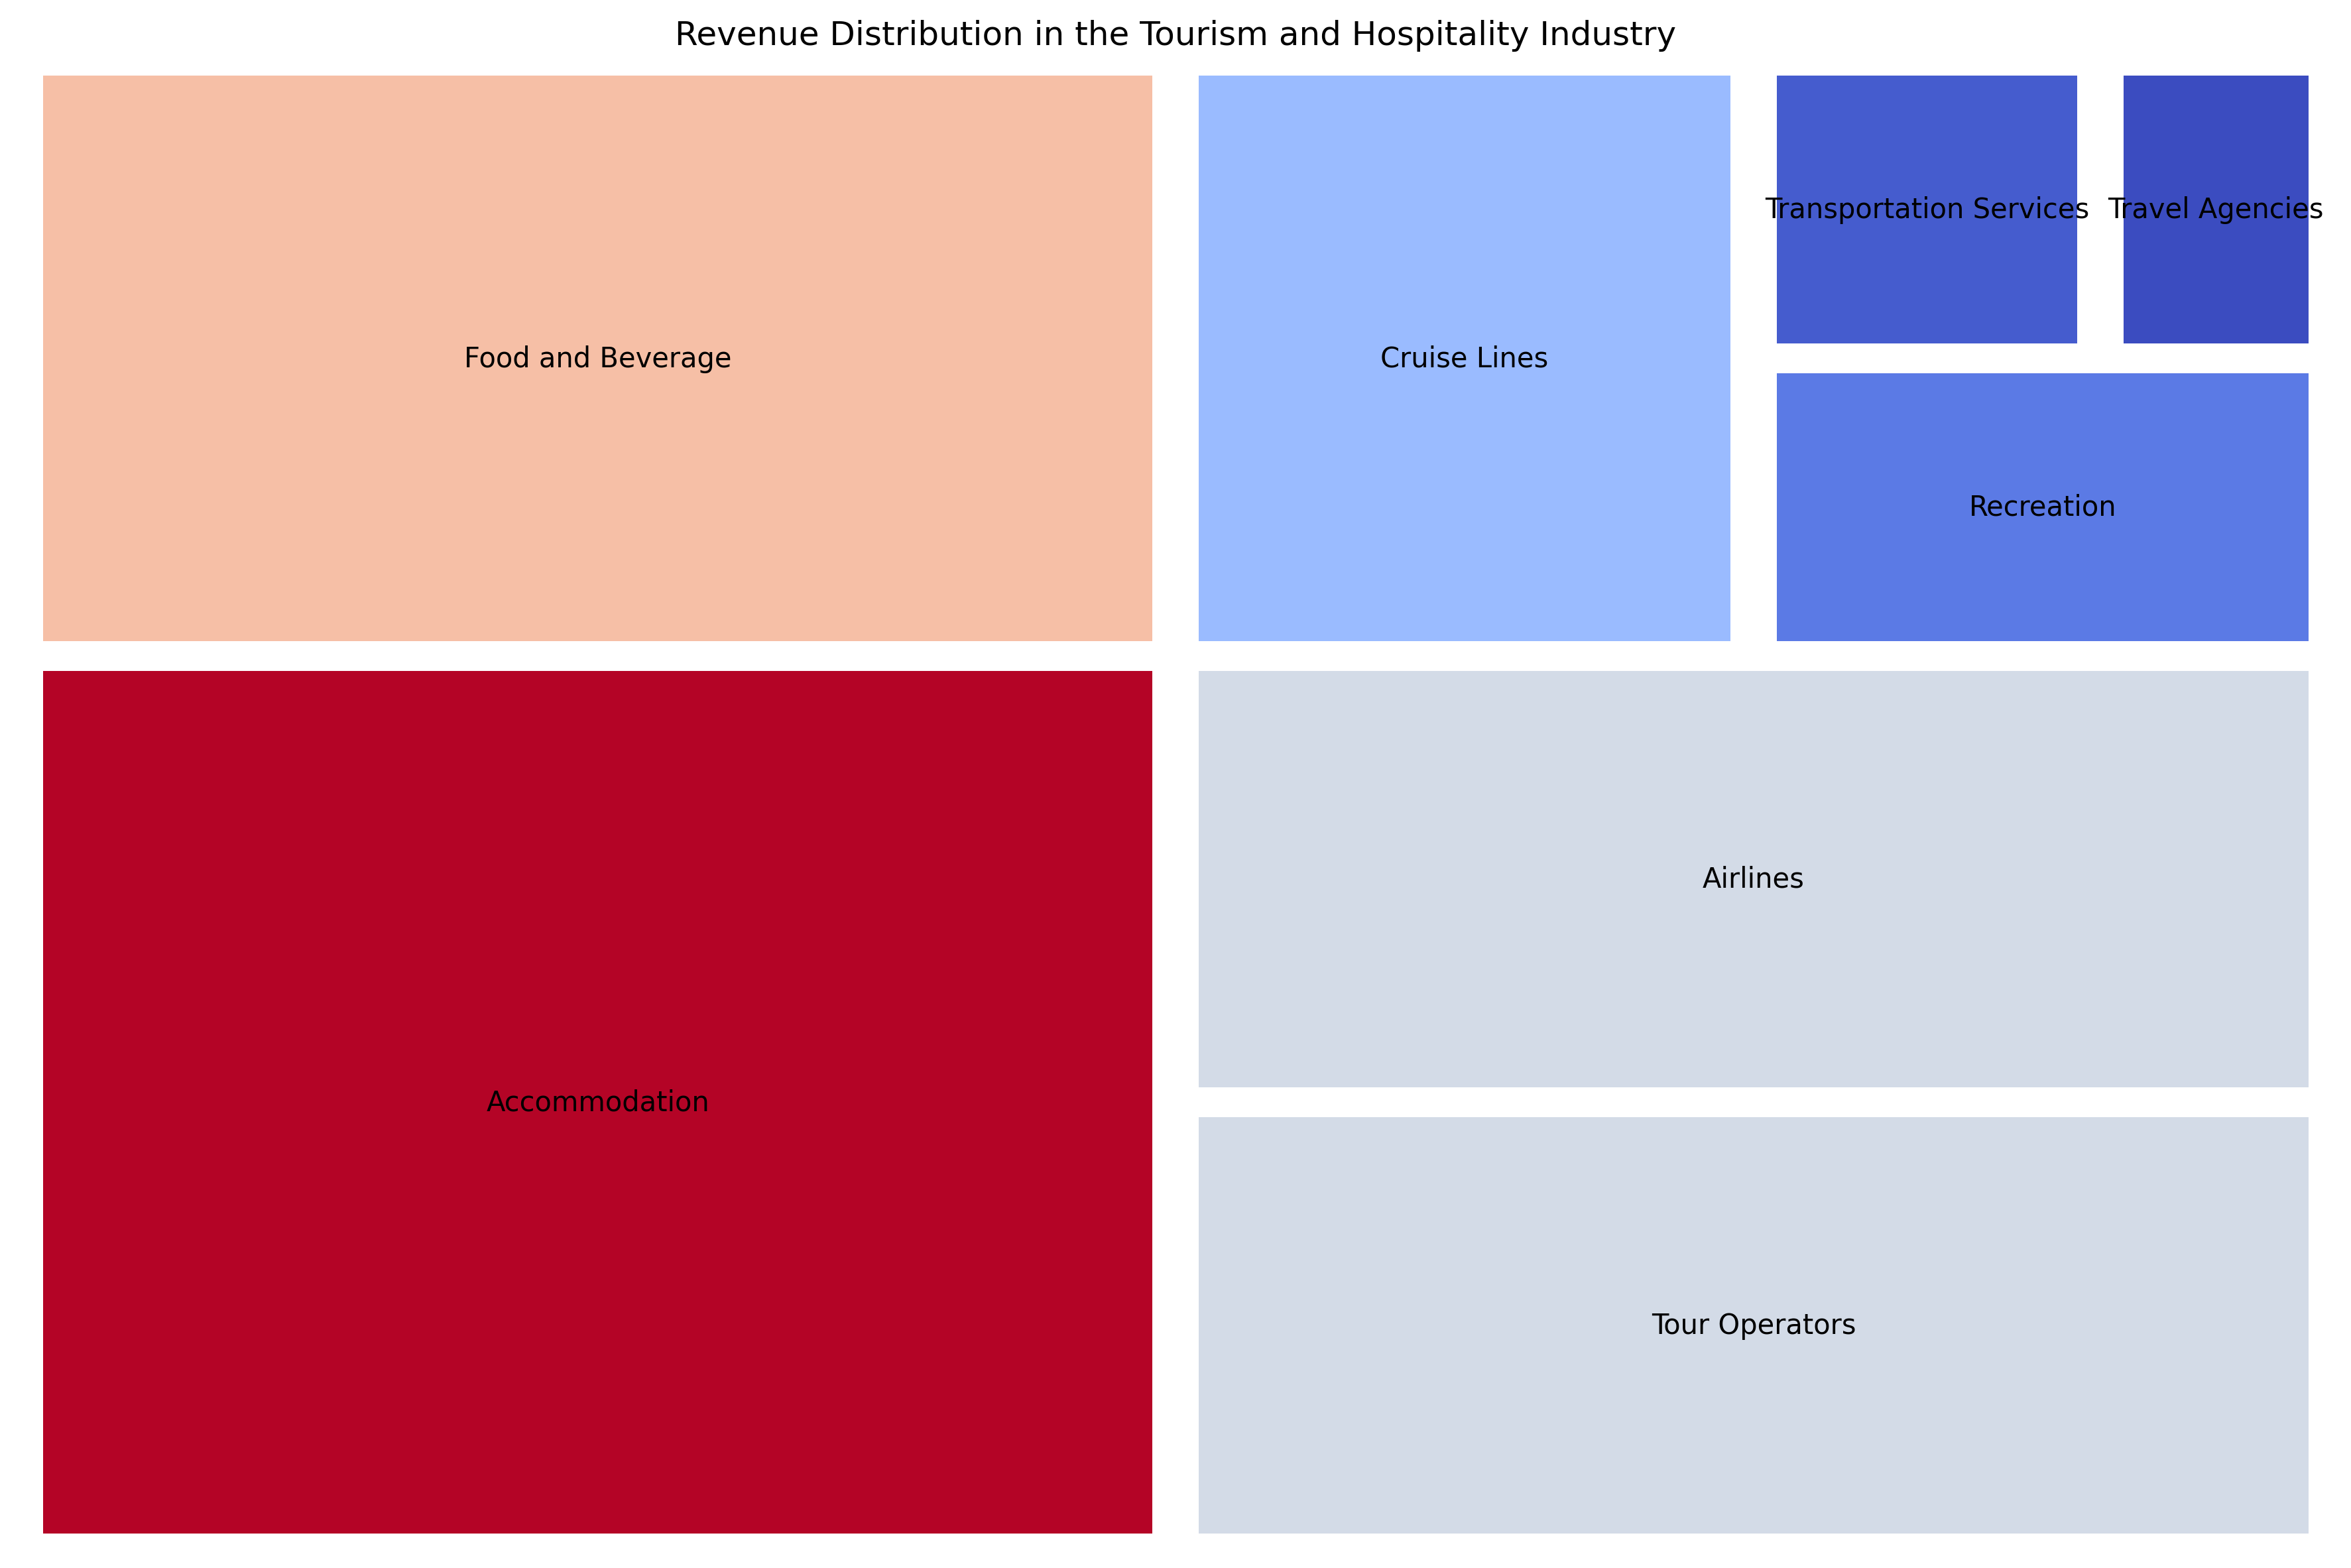 Revenue Distribution in the Tourism and Hospitality Industry
Transportation Services
Travel Agencies
Food and Beverage
Cruise Lines
Recreation
Airlines
Accommodation
Tour Operators